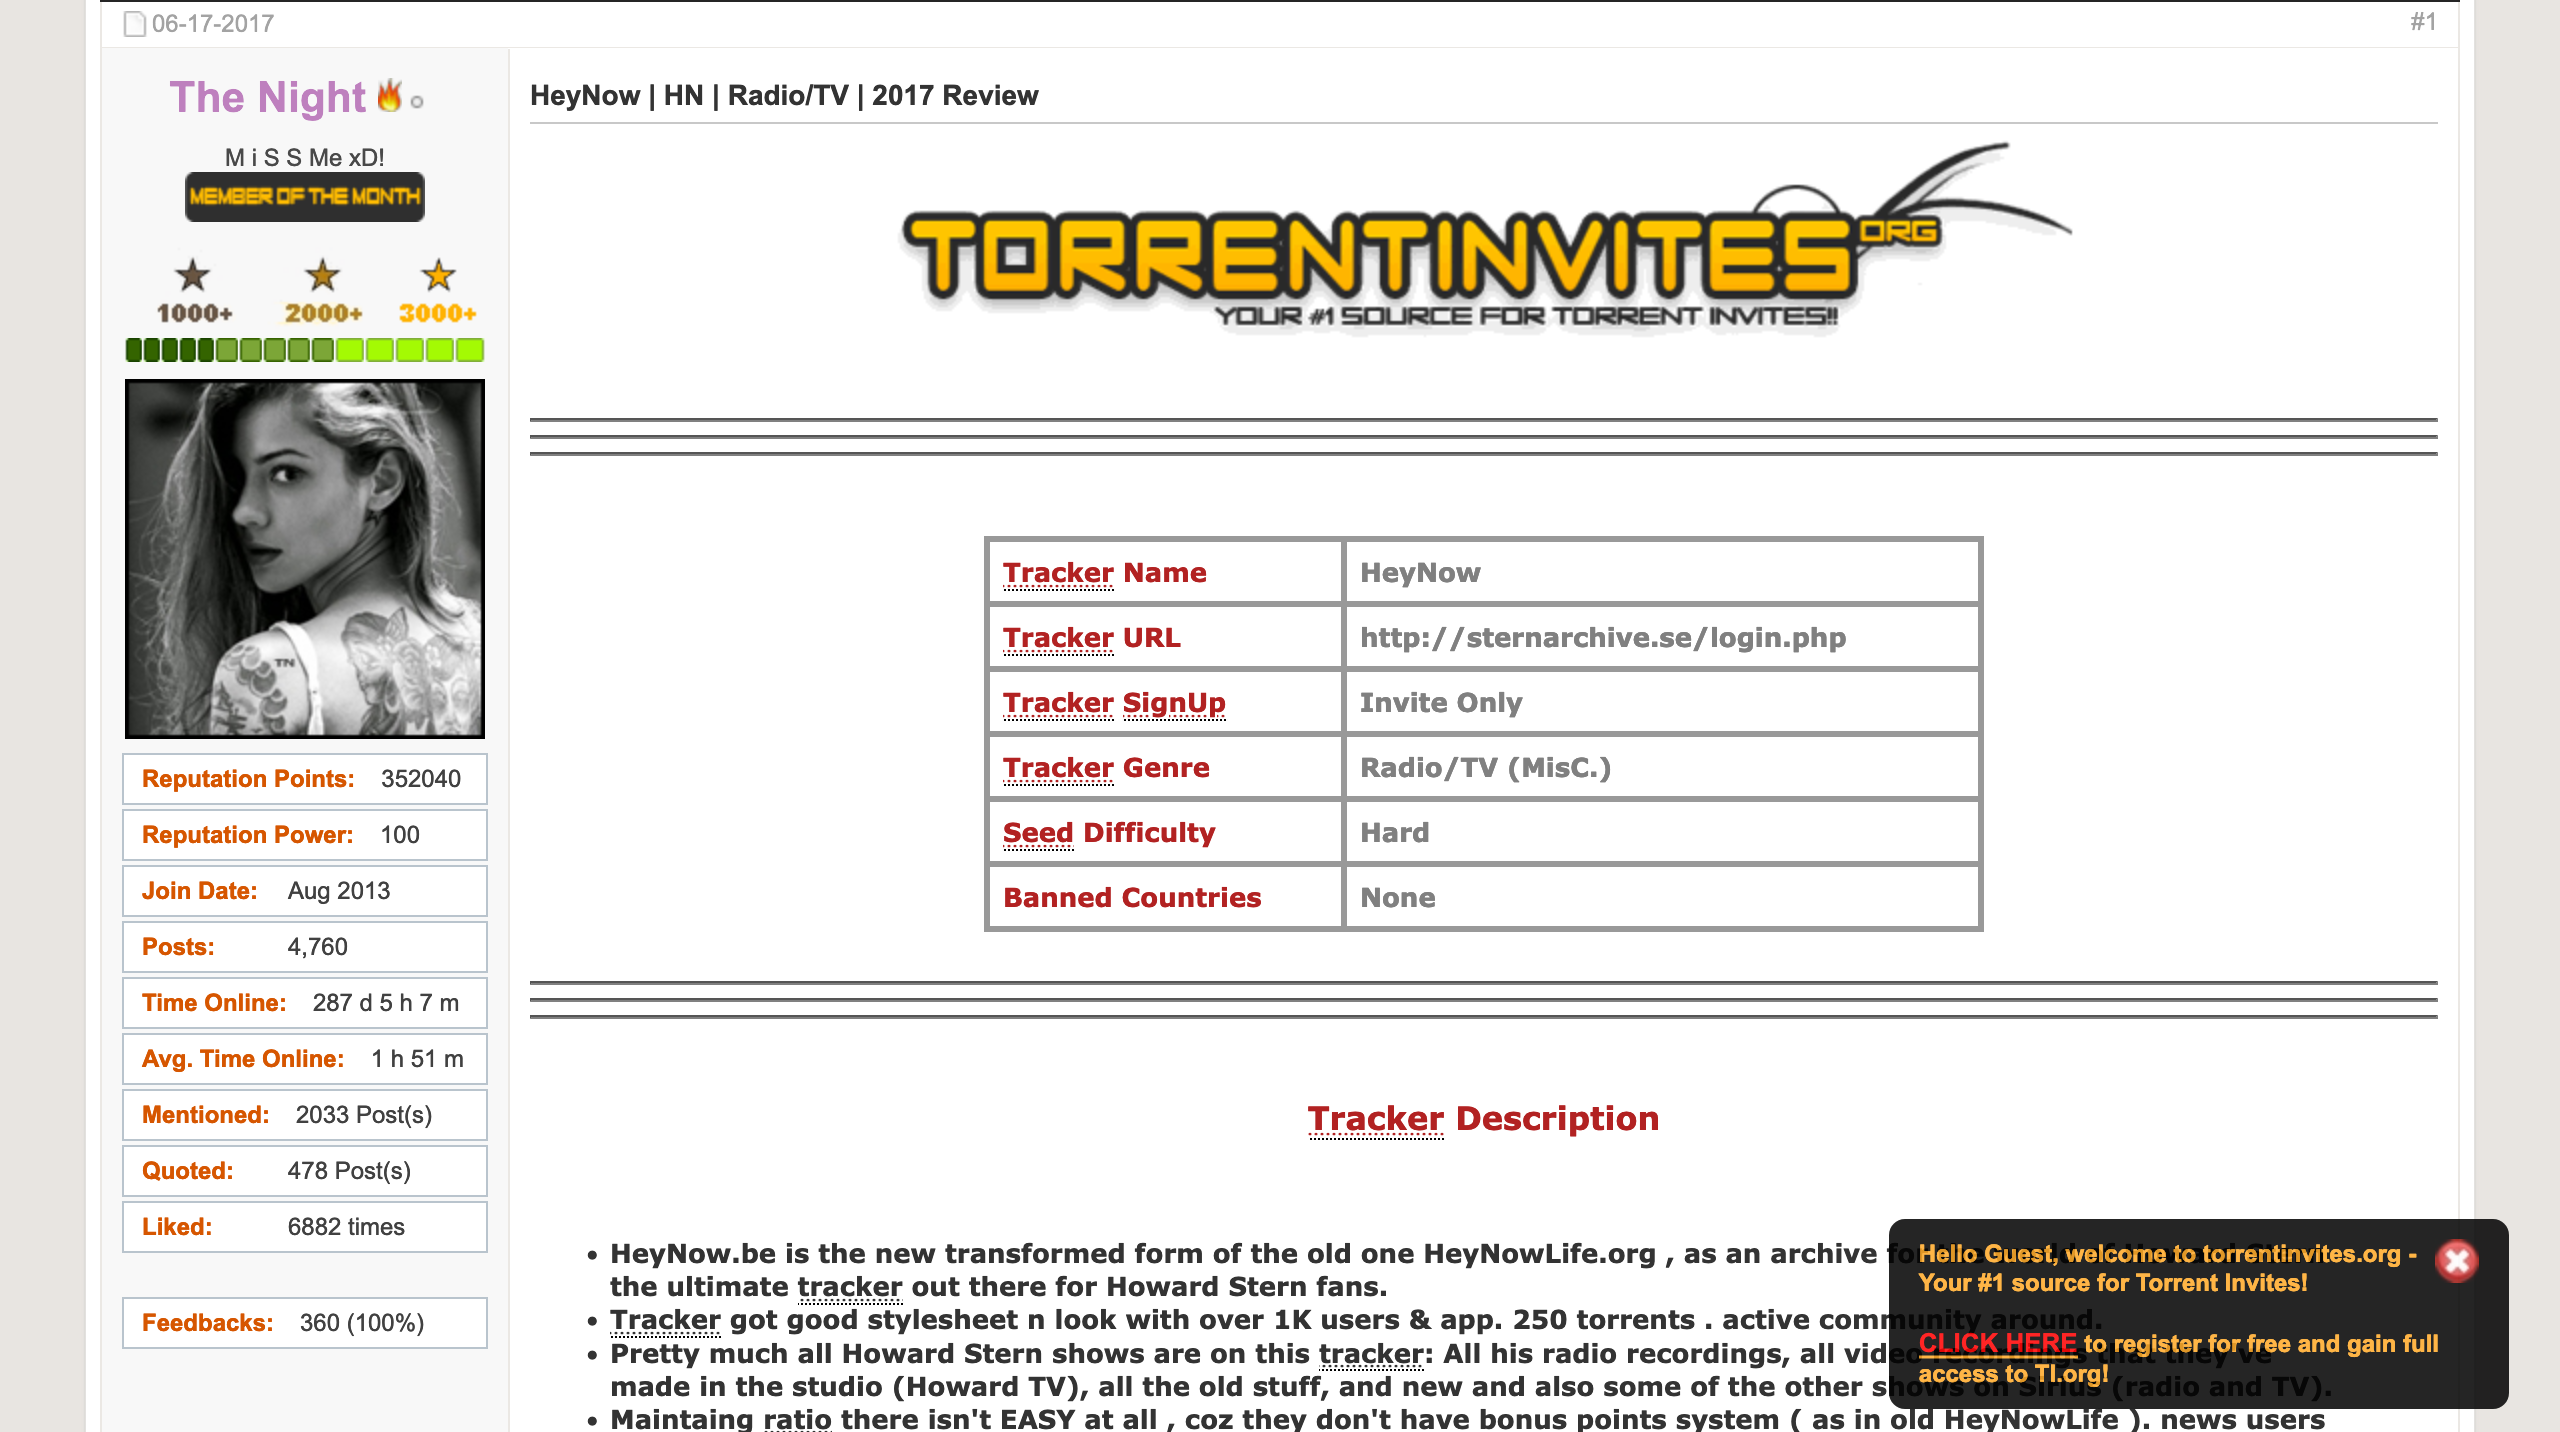 06-17-2017
#1
The Night
M i S S Me xD!
MEMBER OF THE MONTH
1000+ 2000+ 3000+
TN
Reputation Points: 352040
Reputation Power: 100
Join Date: Aug 2013
Posts: 4,760
Time Online: 287 d 5 h 7 m
Avg. Time Online: 1 h 51 m
Mentioned: 2033 Post(s)
Quoted: 478 Post(s)
Liked: 6882 times
Feedbacks: 360 (100%)
HeyNow | HN | Radio/TV | 2017 Review
TORRENTINVITES ORG
YOUR #1 SOURCE FOR TORRENT INVITES!!
Tracker Name HeyNow
Tracker URL http://sternarchive.se/login.php
Tracker SignUp Invite Only
Tracker Genre Radio/TV (MisC.)
Seed Difficulty Hard
Banned Countries None
Tracker Description
• HeyNow.be is the new transformed form of the old one HeyNowLife.org , as an archive
the ultimate tracker out there for Howard Stern fans.
• Tracker got good stylesheet n look with over 1K users & app. 250 torrents . active community around.
• Pretty much all Howard Stern shows are on this tracker: All his radio recordings, all video recordings that they've
made in the studio (Howard TV), all the old stuff, and new and also some of the other shows on Sirius (radio and TV).
• Maintaing ratio there isn't EASY at all , coz they don't have bonus points system ( as in old HeyNowLife ). news users
Hello Guest, welcome to torrentinvites.org -
Your #1 source for Torrent Invites!
CLICK HERE to register for free and gain full
access to TI.org!